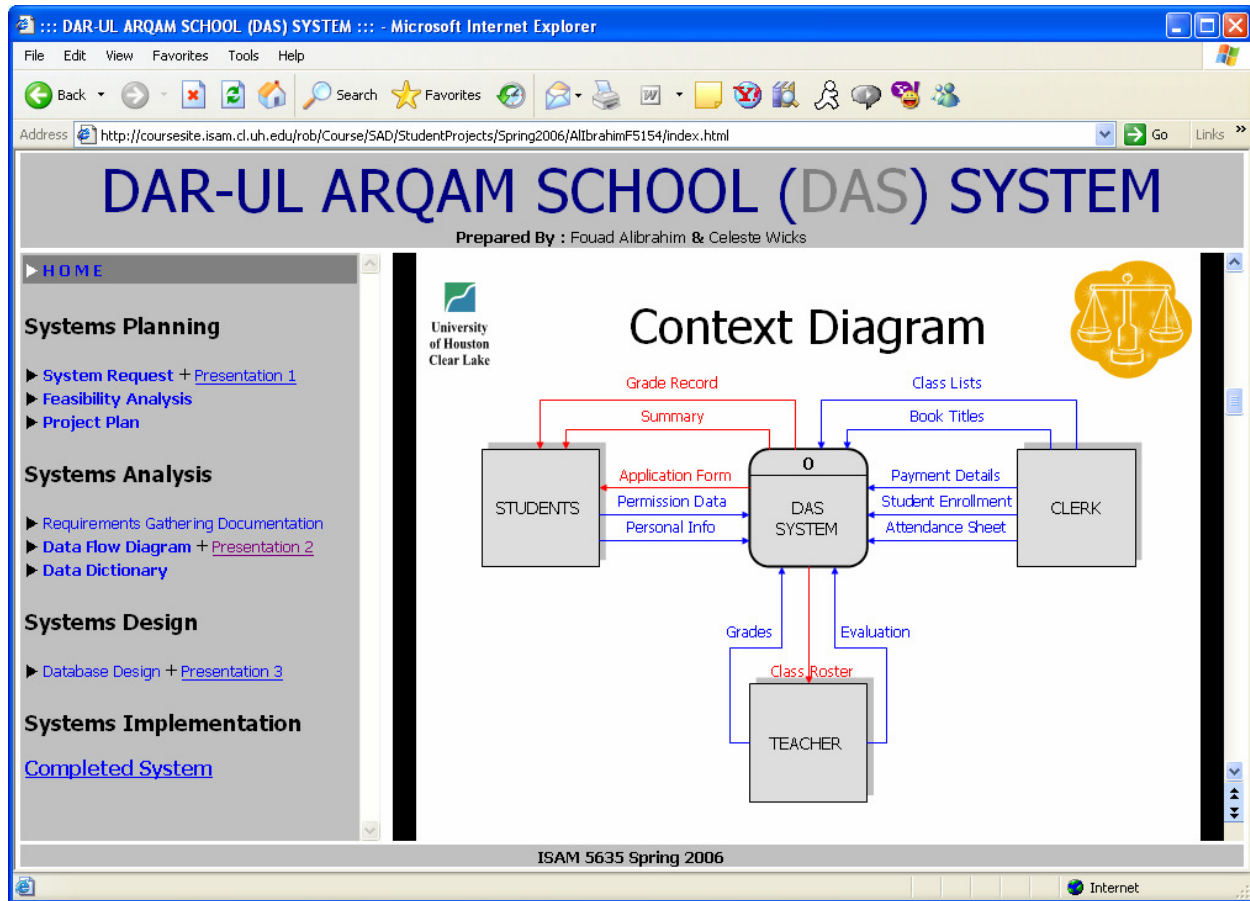 ::: DAR-UL ARQAM SCHOOL (DAS) SYSTEM ::: - Microsoft Internet Explorer
File Edit View Favorites Tools Help
Back Search Favorites
Address http://coursesite.isam.cl.uh.edu/rob/Course/SAD/StudentProjects/Spring2006/AlIbrahimF5154/index.html Go Links »
DAR-UL ARQAM SCHOOL (DAS) SYSTEM
Prepared By : Fouad Alibrahim & Celeste Wicks
HOME
Systems Planning
System Request + Presentation 1
Feasibility Analysis
Project Plan
Systems Analysis
Requirements Gathering Documentation
Data Flow Diagram + Presentation 2
Data Dictionary
Systems Design
Database Design + Presentation 3
Systems Implementation
Completed System
University
of Houston
Clear Lake
Context Diagram
Grade Record
Class Lists
Summary
Book Titles
0
Application Form
Payment Details
STUDENTS
Permission Data
DAS
SYSTEM
Student Enrollment
CLERK
Personal Info
Attendance Sheet
Grades
Evaluation
Class Roster
TEACHER
ISAM 5635 Spring 2006
Internet